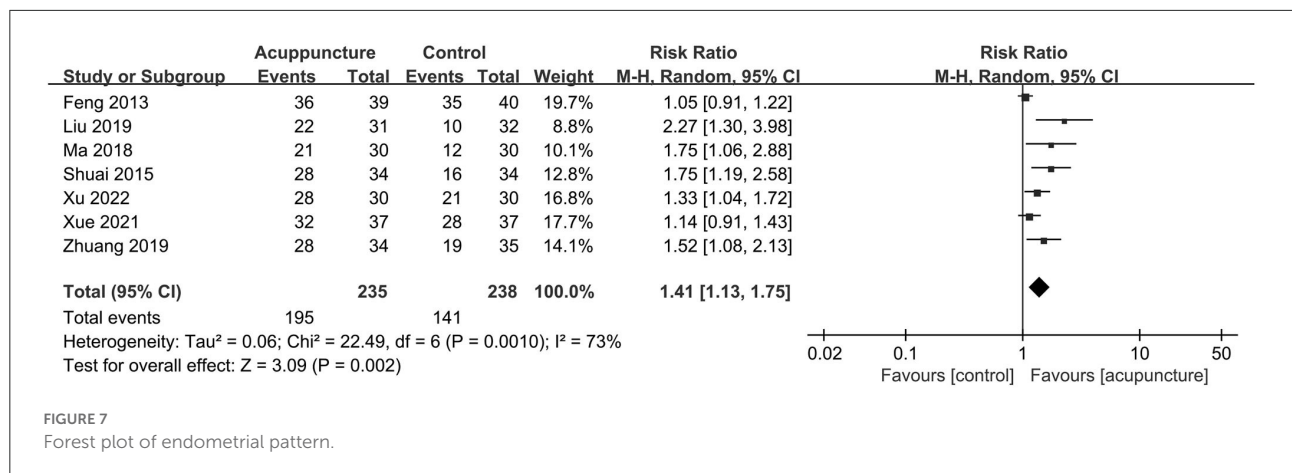 Acuppuncture Control Risk Ratio Risk Ratio
Study or Subgroup Events Total Events Total Weight M-H, Random, 95% CI M-H, Random, 95% CI
Feng 2013 36 39 35 40 19.7% 1.05 [0.91, 1.22]
Liu 2019 22 31 10 32 8.8% 2.27 [1.30, 3.98]
Ma 2018 21 30 12 30 10.1% 1.75 [1.06, 2.88]
Shuai 2015 28 34 16 34 12.8% 1.75 [1.19, 2.58]
Xu 2022 28 30 21 30 16.8% 1.33 [1.04, 1.72]
Xue 2021 32 37 28 37 17.7% 1.14 [0.91, 1.43]
Zhuang 2019 28 34 19 35 14.1% 1.52 [1.08, 2.13]
Total (95% CI) 235 238 100.0% 1.41 [1.13, 1.75]
Total events 195 141
Heterogeneity: Tau² = 0.06; Chi² = 22.49, df = 6 (P = 0.0010); I² = 73%
Test for overall effect: Z = 3.09 (P = 0.002)
0.02 0.1 1 10 50
Favours [control] Favours [acupuncture]
FIGURE 7
Forest plot of endometrial pattern.